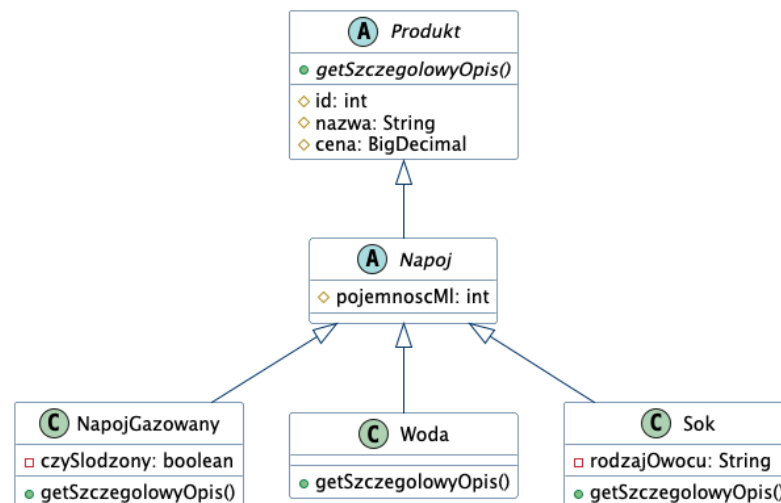 A Produkt
getSzczegolowyOpis()
id: int
nazwa: String
cena: BigDecimal
A Napoj
pojemnoscMl: int
C NapojGazowany
czySlodzony: boolean
getSzczegolowyOpis()
C Woda
getSzczegolowyOpis()
C Sok
rodzajOwocu: String
getSzczegolowyOpis()